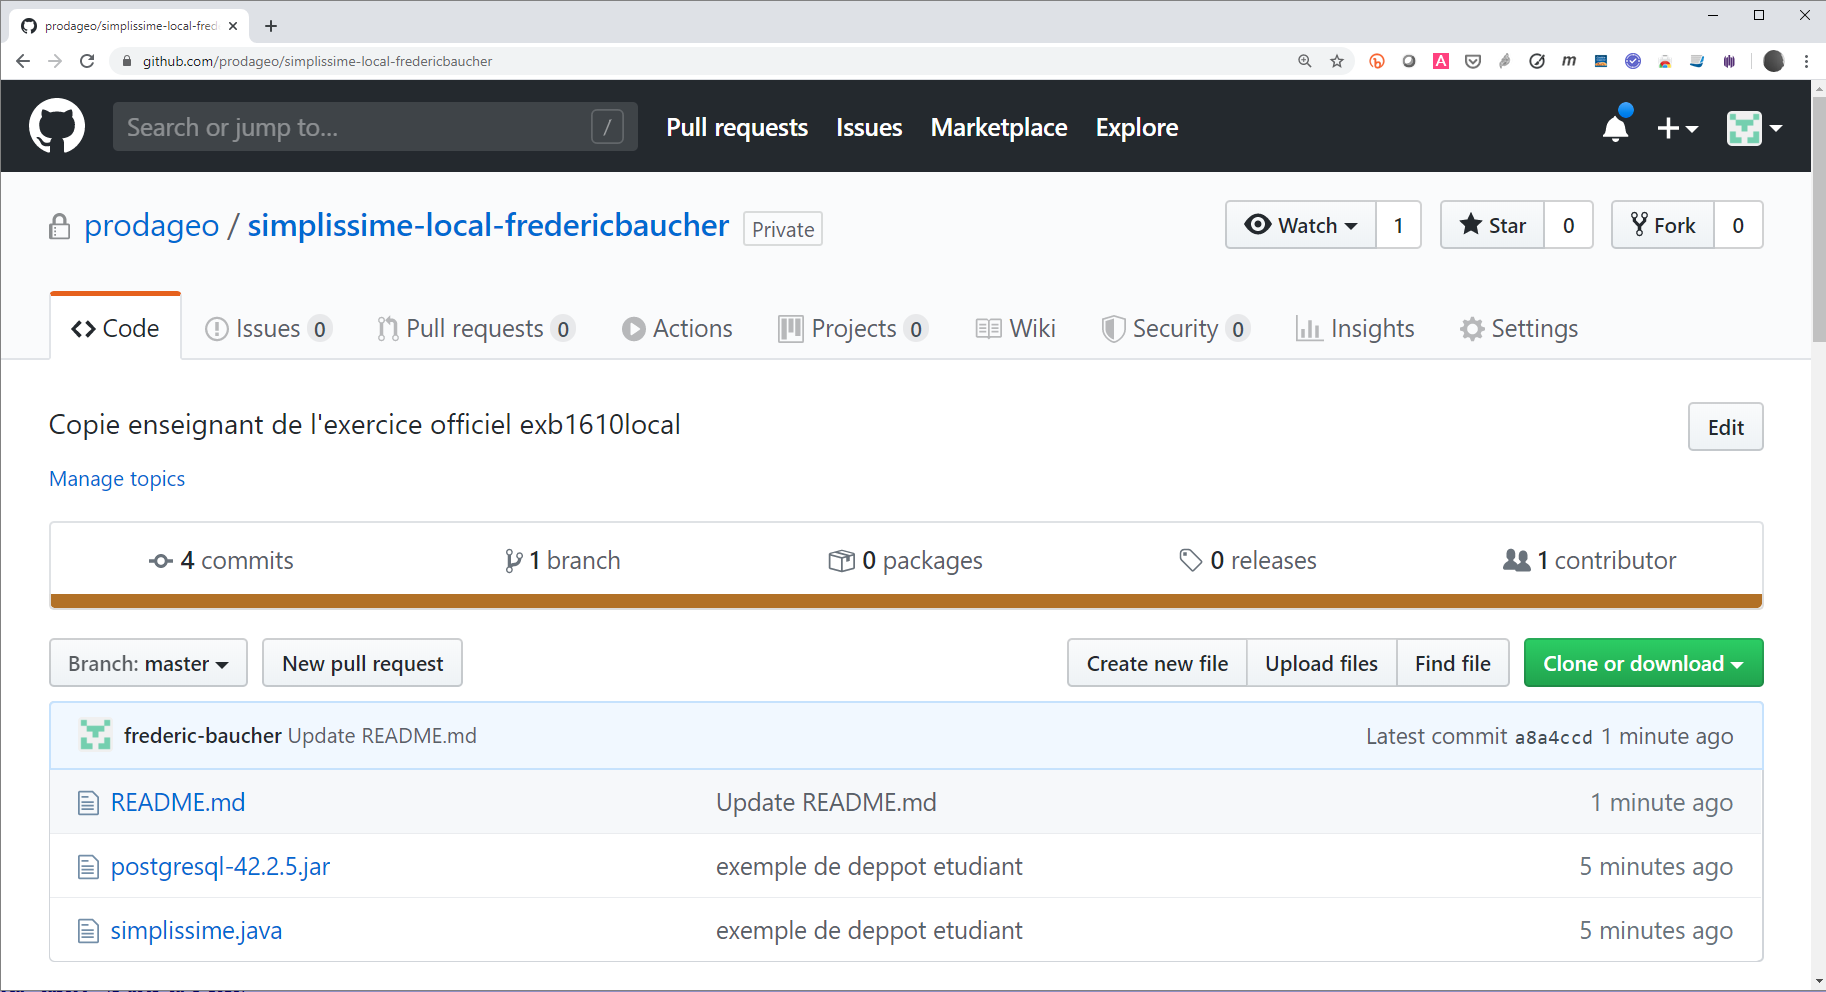 prodageo/simplissime-local-fred
github.com/prodageo/simplissime-local-fredericbaucher
Search or jump to... /
Pull requests Issues Marketplace Explore
prodageo / simplissime-local-fredericbaucher Private
Watch 1 Star 0 Fork 0
Code Issues 0 Pull requests 0 Actions Projects 0 Wiki Security 0 Insights Settings
Copie enseignant de l'exercice officiel exb1610local
Edit
Manage topics
4 commits 1 branch 0 packages 0 releases 1 contributor
Branch: master New pull request Create new file Upload files Find file Clone or download
frederic-baucher Update README.md Latest commit a8a4ccd 1 minute ago
README.md Update README.md 1 minute ago
postgresql-42.2.5.jar exemple de deppot etudiant 5 minutes ago
simplissime.java exemple de deppot etudiant 5 minutes ago